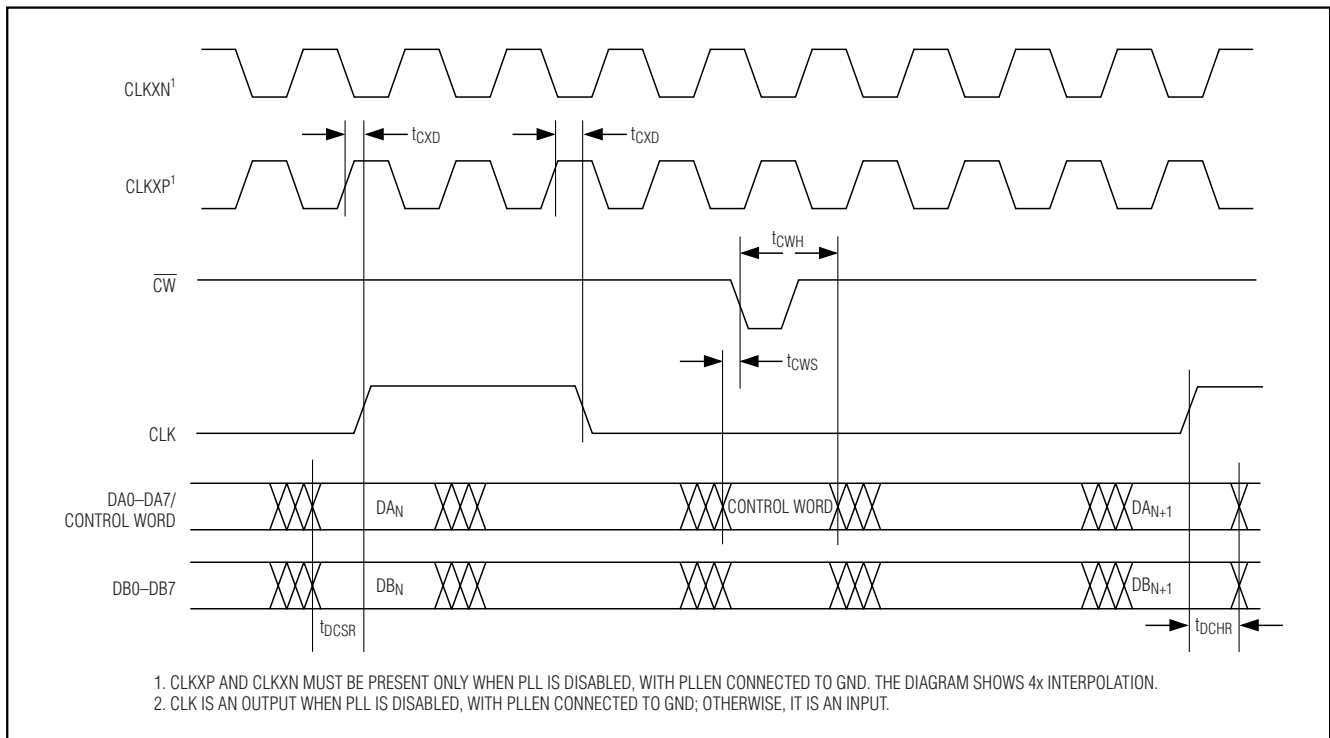 CLKXN¹
tCXD tCXD
CLKXP¹
tCWH
C̅W̅
tCWS
CLK
DA0–DA7/
CONTROL WORD
DAN CONTROL WORD DAN+1
DB0–DB7 DBN DBN+1
tDCSR tDCHR
1. CLKXP AND CLKXN MUST BE PRESENT ONLY WHEN PLL IS DISABLED, WITH PLLEN CONNECTED TO GND. THE DIAGRAM SHOWS 4x INTERPOLATION.
2. CLK IS AN OUTPUT WHEN PLL IS DISABLED, WITH PLLEN CONNECTED TO GND; OTHERWISE, IT IS AN INPUT.